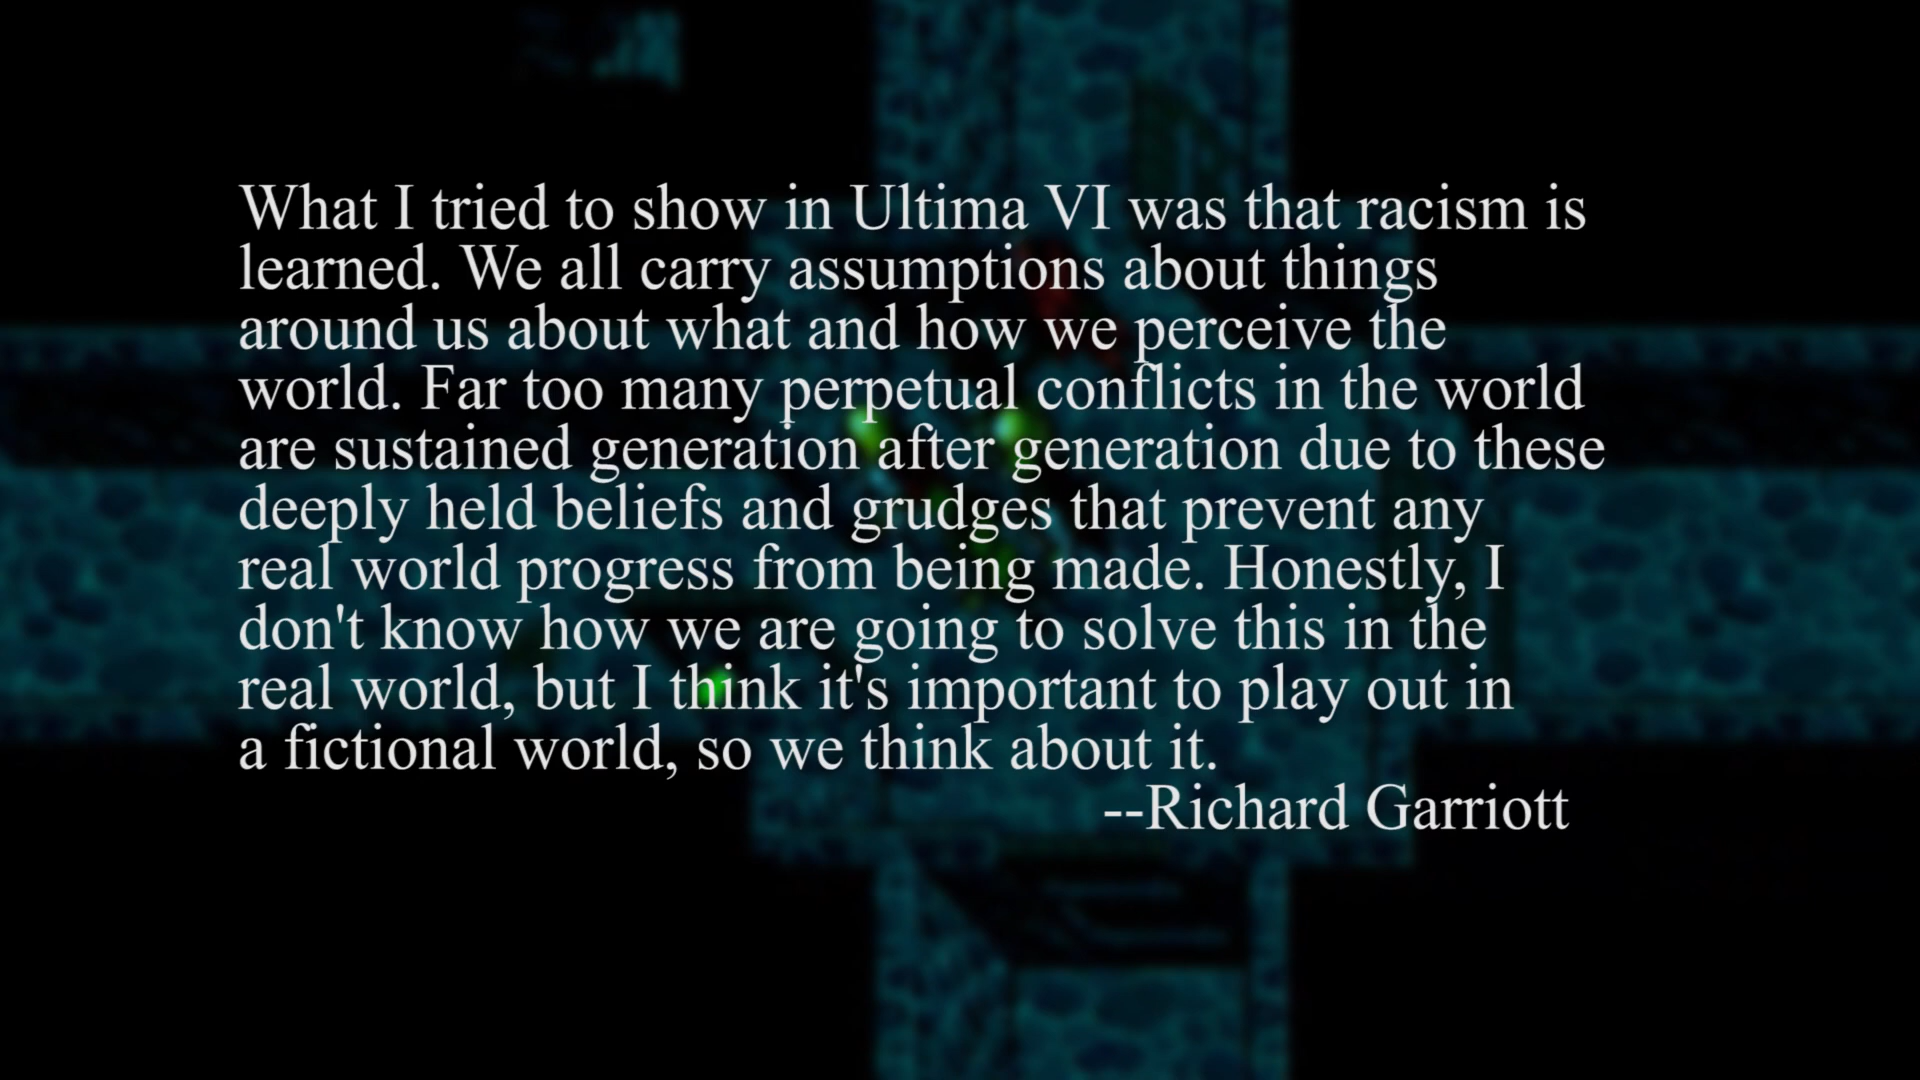 What I tried to show in Ultima VI was that racism is
learned. We all carry assumptions about things
around us about what and how we perceive the
world. Far too many perpetual conflicts in the world
are sustained generation after generation due to these
deeply held beliefs and grudges that prevent any
real world progress from being made. Honestly, I
don't know how we are going to solve this in the
real world, but I think it's important to play out in
a fictional world, so we think about it.
--Richard Garriott